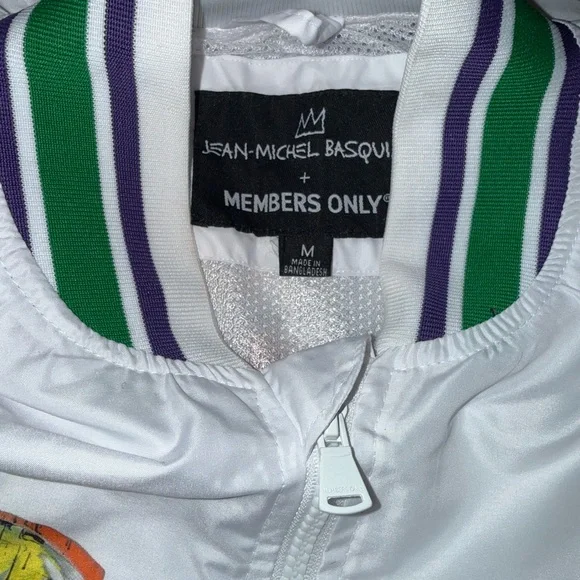 JEAN-MICHEL BASQUI
+
MEMBERS ONLY®
M
MADE IN
BANGLADESH